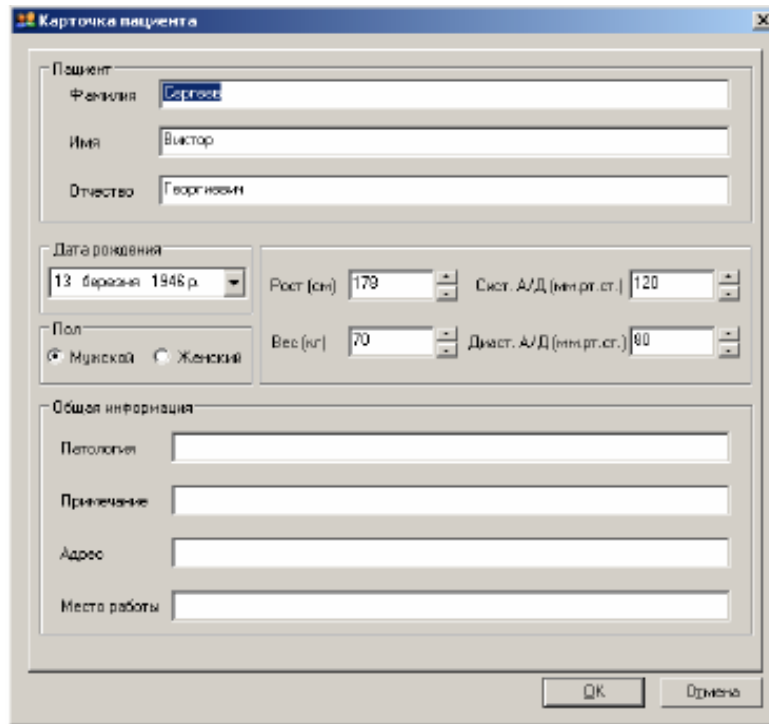 Карточка пациента
Пациент
Фамилия Сергеев
Имя Виктор
Отчество Георгиевич
Дата рождения
13 березня 1946 р.
Рост (см) 178 Сист. А/Д (мм.рт.ст.) 120
Пол
Мужской Женский
Вес (кг) 70 Диаст. А/Д (мм.рт.ст.) 80
Общая информация
Патология
Примечание
Адрес
Место работы
OK Отмена